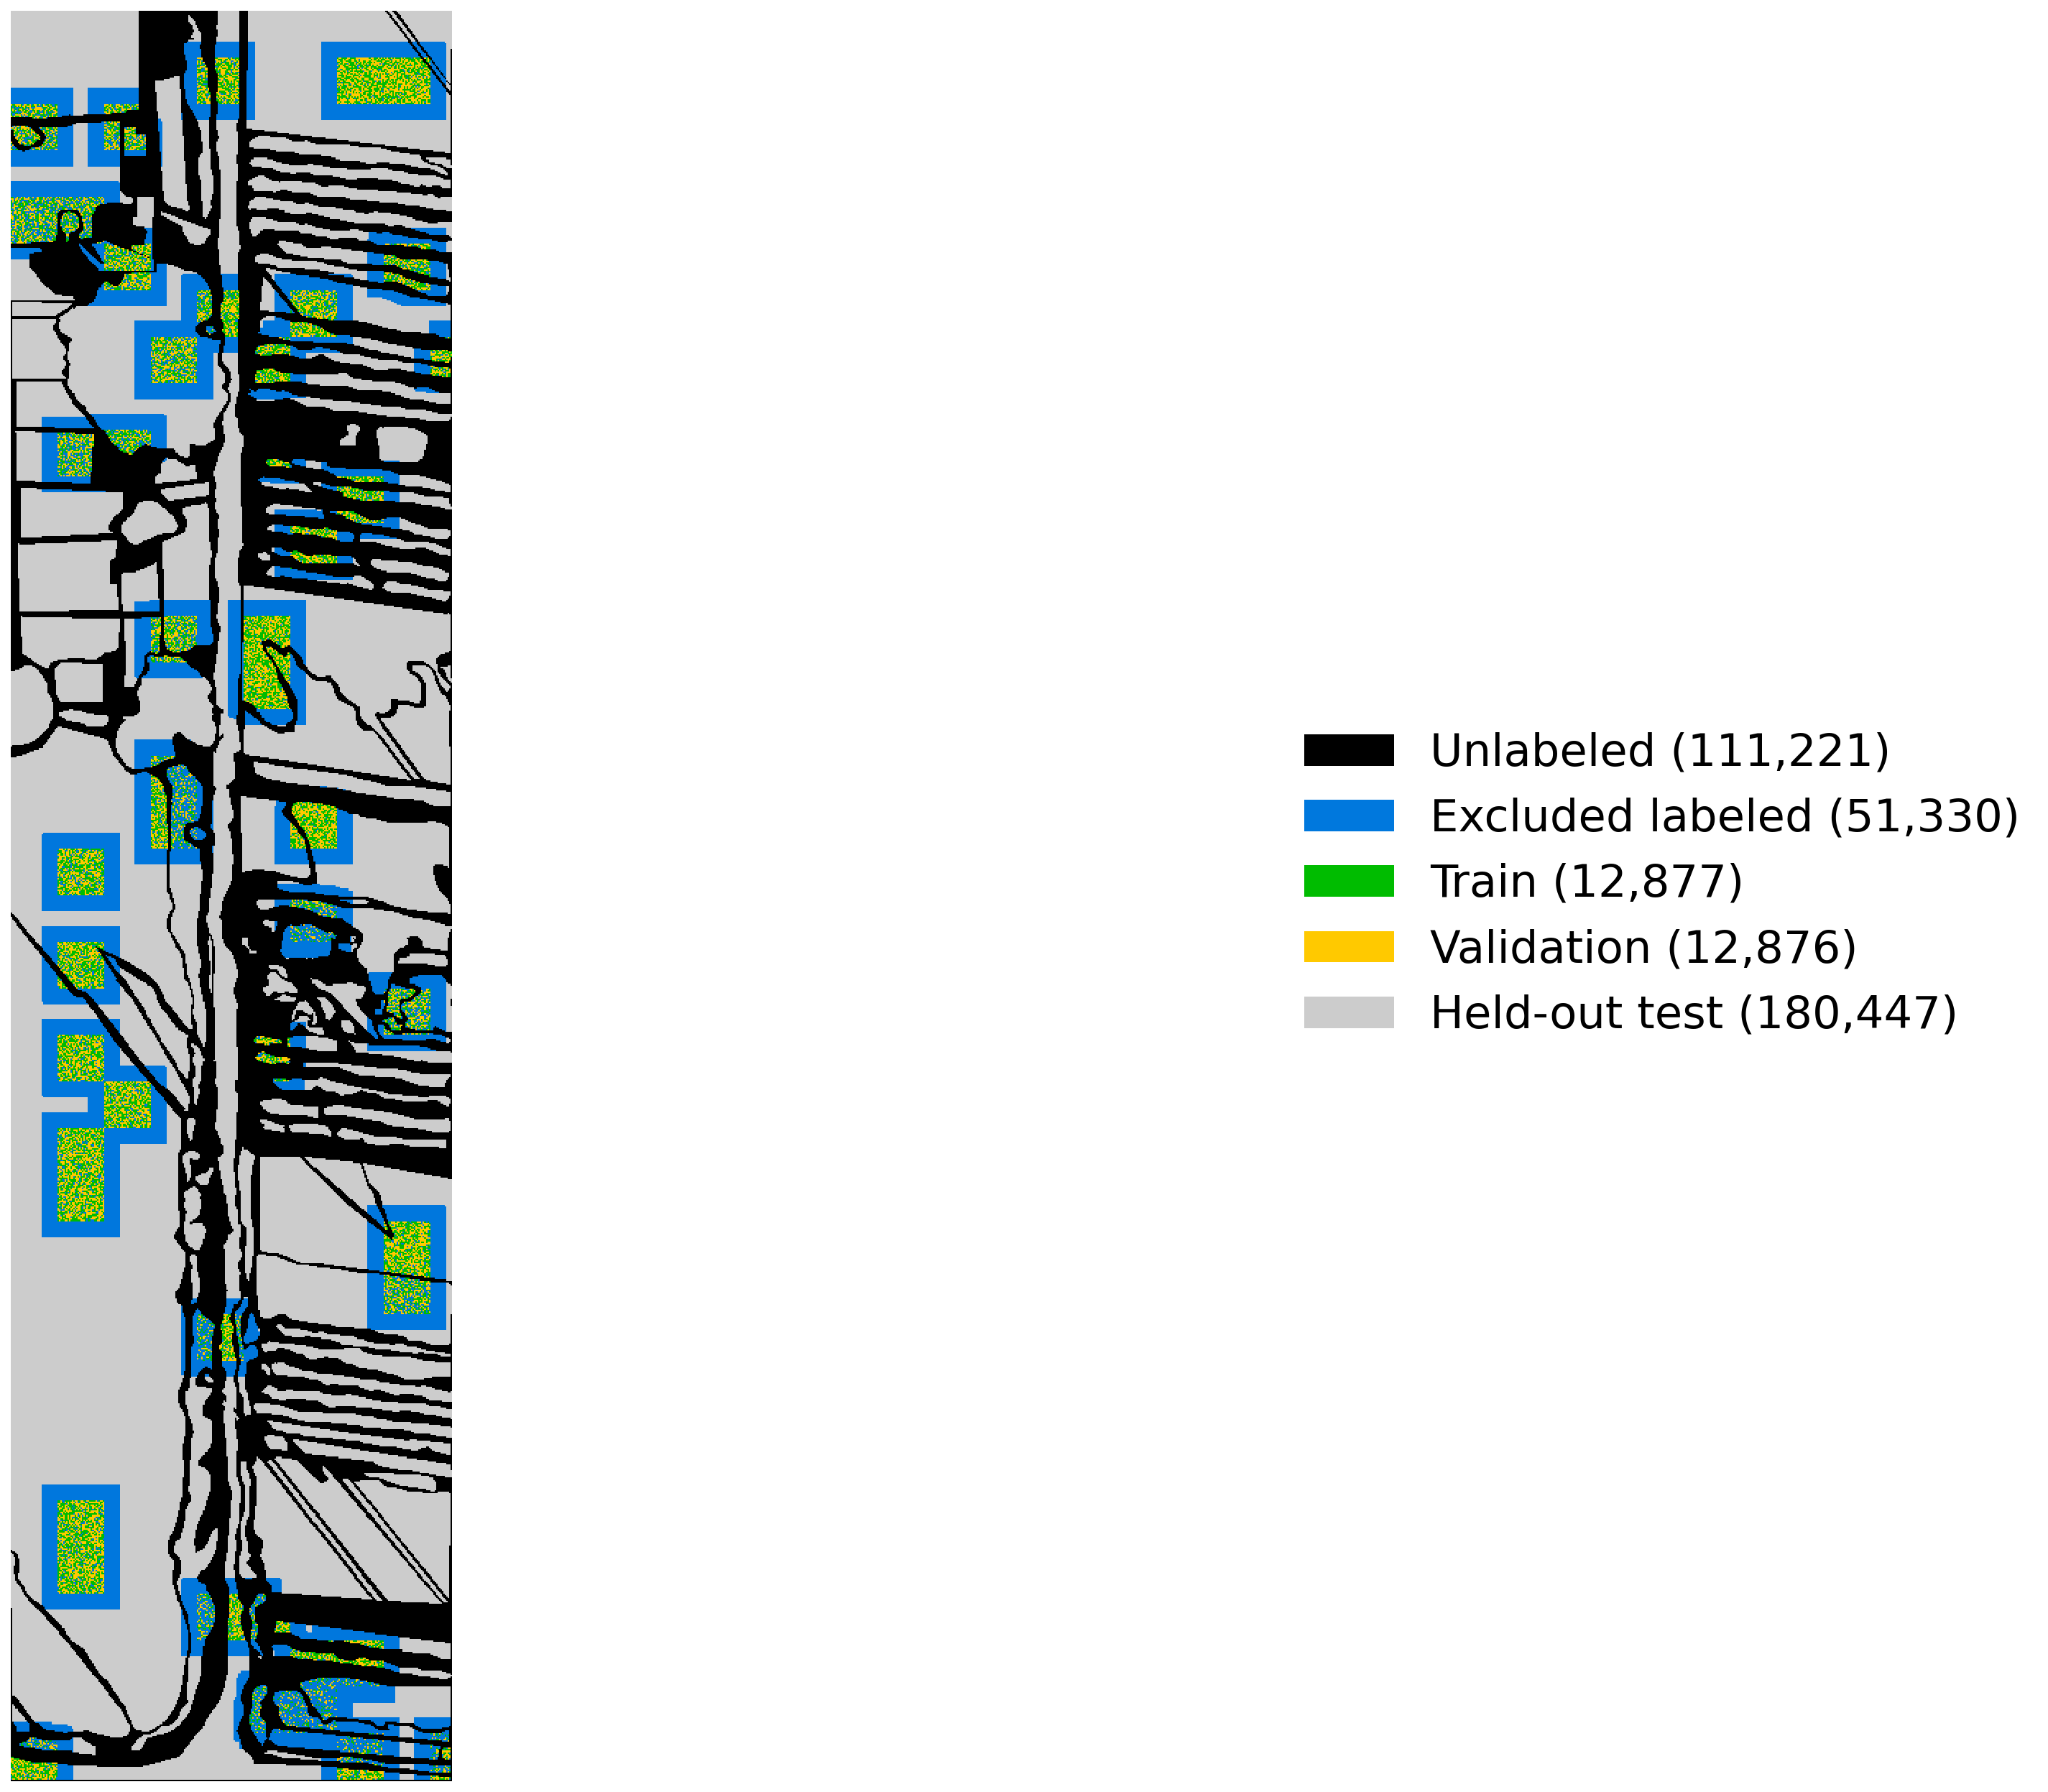 Unlabeled (111,221)
Excluded labeled (51,330)
Train (12,877)
Validation (12,876)
Held-out test (180,447)